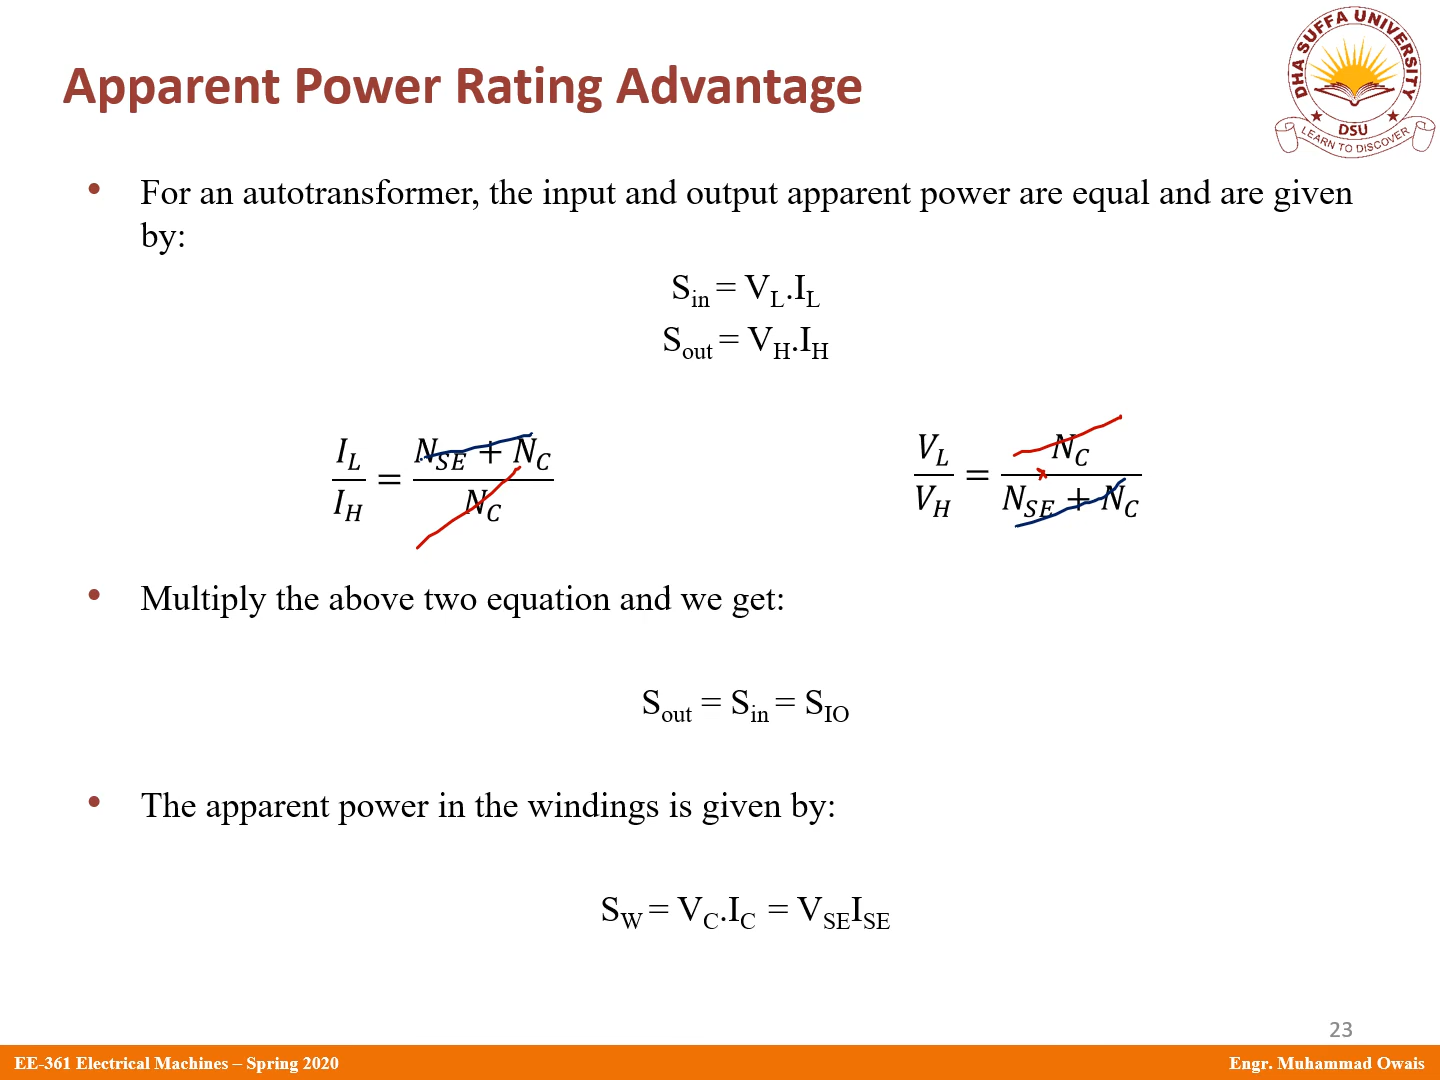 Apparent Power Rating Advantage
DHA SUFFA UNIVERSITY
DSU
LEARN TO DISCOVER
• For an autotransformer, the input and output apparent power are equal and are given
by:
S_in = V_L.I_L
S_out = V_H.I_H
I_L/I_H = (N_SE + N_C)/N_C
V_L/V_H = N_C/(N_SE + N_C)
• Multiply the above two equation and we get:
S_out = S_in = S_IO
• The apparent power in the windings is given by:
S_W = V_C.I_C = V_SE I_SE
23
EE-361 Electrical Machines – Spring 2020
Engr. Muhammad Owais